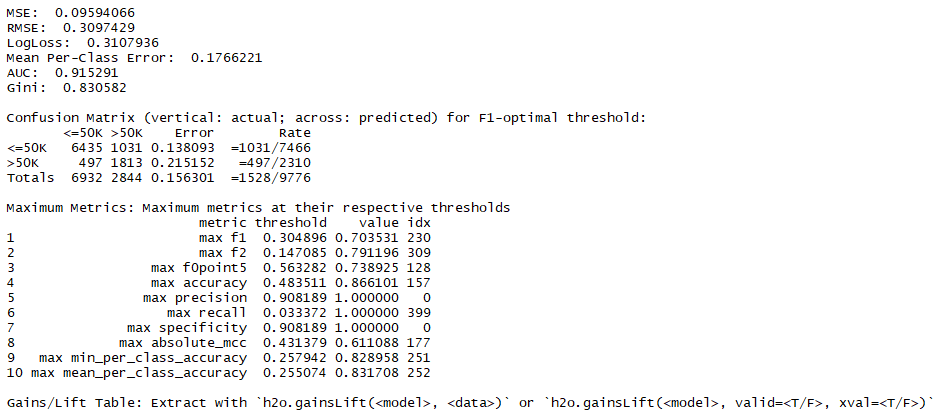 MSE:  0.09594066
RMSE:  0.3097429
LogLoss:  0.3107936
Mean Per-Class Error:  0.1766221
AUC:  0.915291
Gini:  0.830582

Confusion Matrix (vertical: actual; across: predicted) for F1-optimal threshold:
       <=50K >50K    Error        Rate
<=50K   6435 1031 0.138093  =1031/7466
>50K     497 1813 0.215152   =497/2310
Totals  6932 2844 0.156301  =1528/9776

Maximum Metrics: Maximum metrics at their respective thresholds
                        metric threshold    value idx
1                       max f1  0.304896 0.703531 230
2                       max f2  0.147085 0.791196 309
3                 max f0point5  0.563282 0.738925 128
4                 max accuracy  0.483511 0.866101 157
5                max precision  0.908189 1.000000   0
6                   max recall  0.033372 1.000000 399
7              max specificity  0.908189 1.000000   0
8             max absolute_mcc  0.431379 0.611088 177
9   max min_per_class_accuracy  0.257942 0.828958 251
10 max mean_per_class_accuracy  0.255074 0.831708 252

Gains/Lift Table: Extract with `h2o.gainsLift(<model>, <data>)` or `h2o.gainsLift(<model>, valid=<T/F>, xval=<T/F>)`